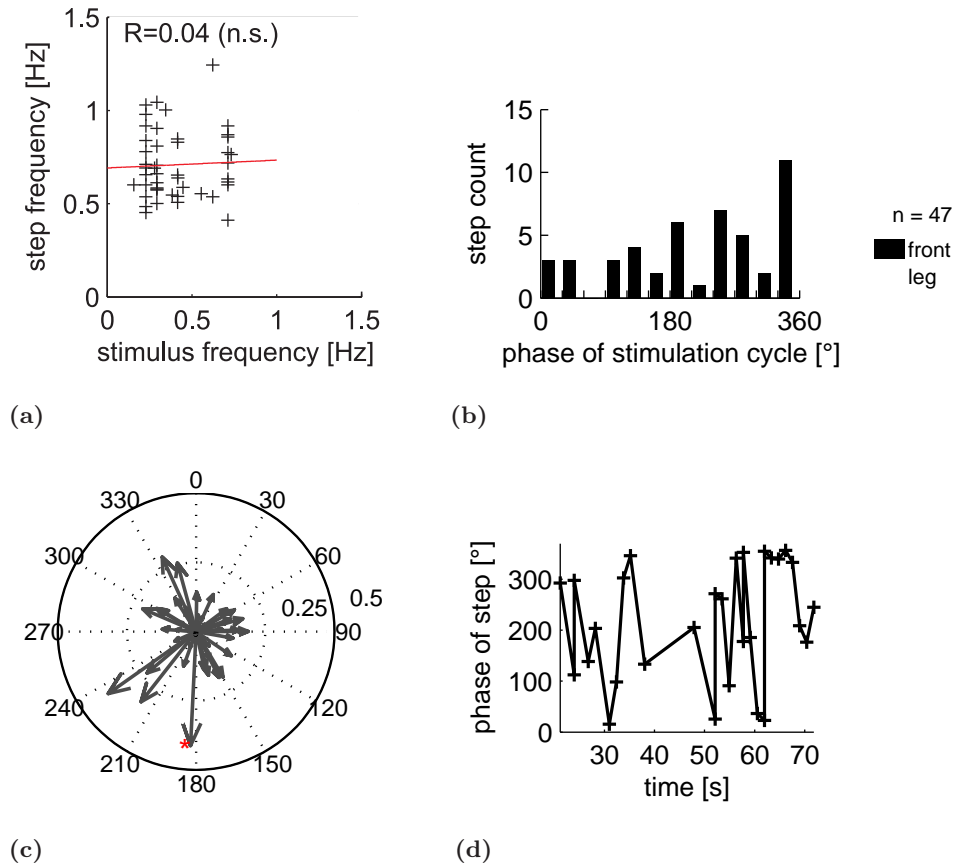 R=0.04 (n.s.)
step frequency [Hz]
1.5
1
0.5
0
0 0.5 1 1.5
stimulus frequency [Hz]
(a)
step count
15
10
5
0
0 180 360
phase of stimulation cycle [°]
n = 47
front
leg
(b)
0
30
60
90
120
150
180
210
240
270
300
330
0.25 0.5
*
(c)
phase of step [°]
300
200
100
0
30 40 50 60 70
time [s]
(d)